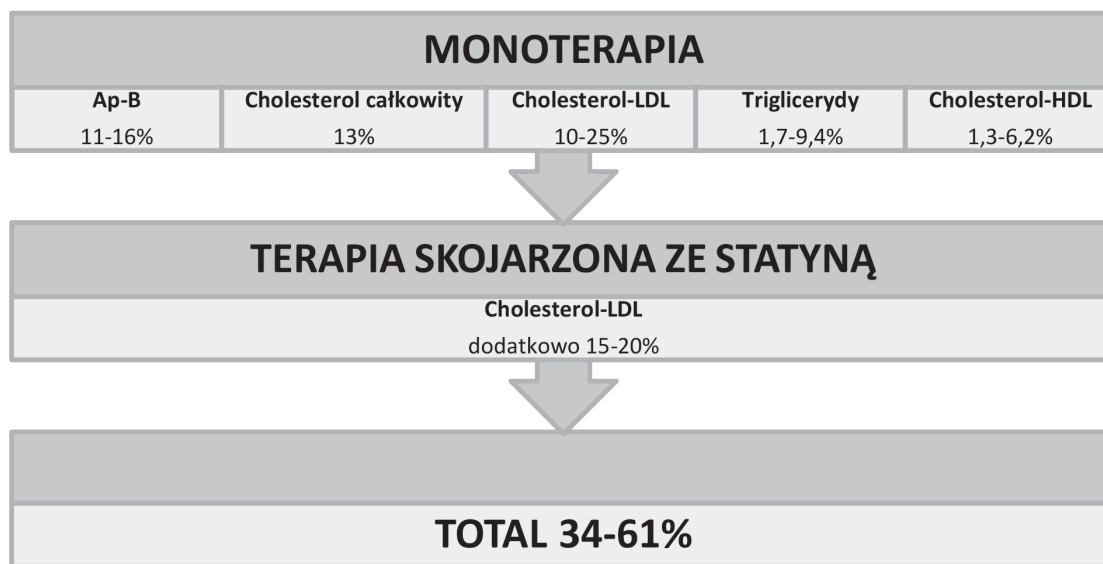 MONOTERAPIA
Ap-B Cholesterol całkowity Cholesterol-LDL Triglicerydy Cholesterol-HDL
11-16% 13% 10-25% 1,7-9,4% 1,3-6,2%
TERAPIA SKOJARZONA ZE STATYNĄ
Cholesterol-LDL
dodatkowo 15-20%
TOTAL 34-61%